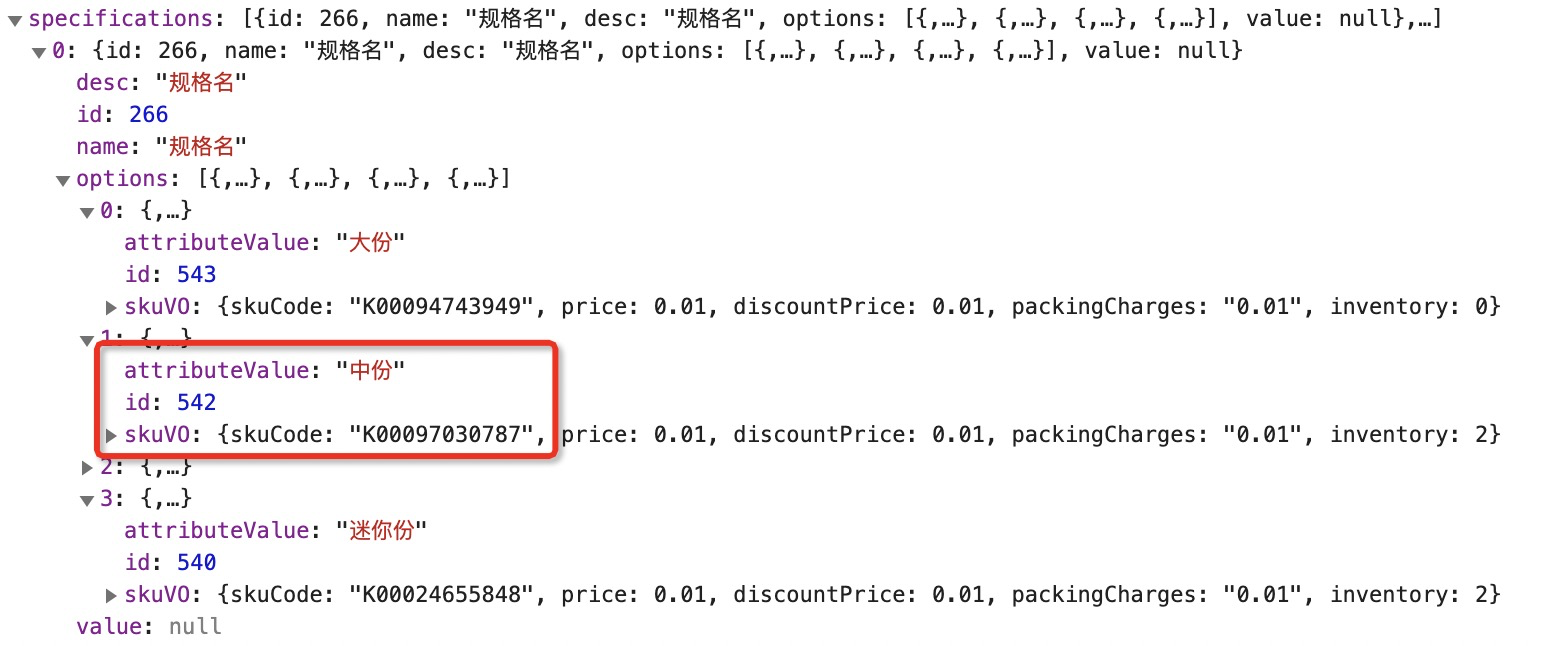 specifications: [{id: 266, name: "规格名", desc: "规格名", options: [{,…}, {,…}, {,…}, {,…}], value: null},…]
0: {id: 266, name: "规格名", desc: "规格名", options: [{,…}, {,…}, {,…}, {,…}], value: null}
desc: "规格名"
id: 266
name: "规格名"
options: [{,…}, {,…}, {,…}, {,…}]
0: {,…}
attributeValue: "大份"
id: 543
skuVO: {skuCode: "K00094743949", price: 0.01, discountPrice: 0.01, packingCharges: "0.01", inventory: 0}
1: {,…}
attributeValue: "中份"
id: 542
skuVO: {skuCode: "K00097030787", price: 0.01, discountPrice: 0.01, packingCharges: "0.01", inventory: 2}
2: {,…}
3: {,…}
attributeValue: "迷你份"
id: 540
skuVO: {skuCode: "K00024655848", price: 0.01, discountPrice: 0.01, packingCharges: "0.01", inventory: 2}
value: null